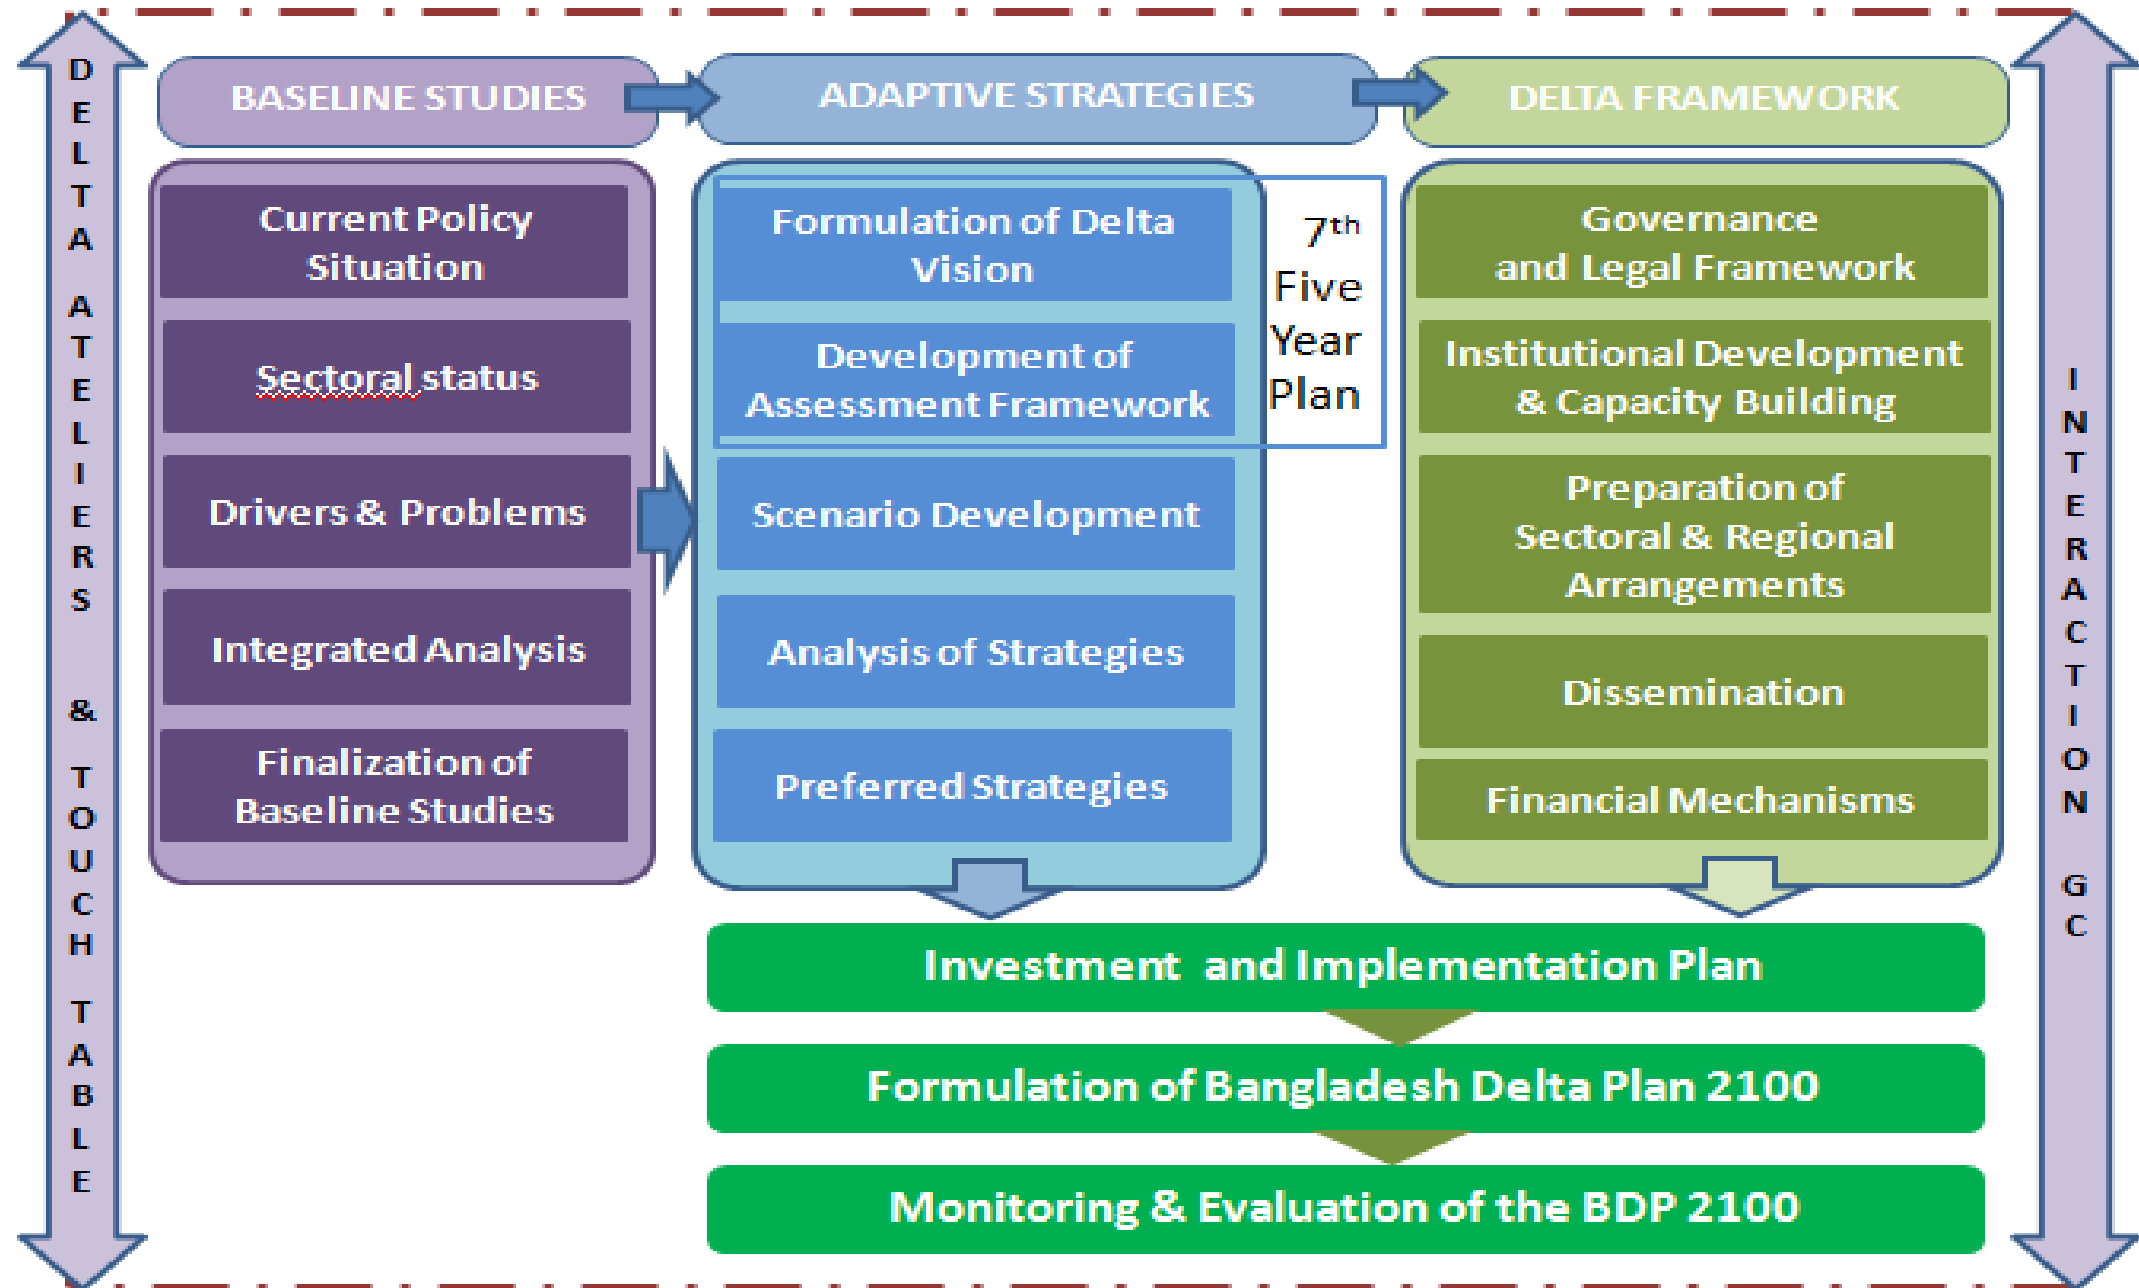 DELTA ATELIERS & TOUCH TABLE
BASELINE STUDIES
Current Policy
Situation
Sectoral status
Drivers & Problems
Integrated Analysis
Finalization of
Baseline Studies
ADAPTIVE STRATEGIES
Formulation of Delta
Vision
Development of
Assessment Framework
7th
Five
Year
Plan
Scenario Development
Analysis of Strategies
Preferred Strategies
DELTA FRAMEWORK
Governance
and Legal Framework
Institutional Development
& Capacity Building
Preparation of
Sectoral & Regional
Arrangements
Dissemination
Financial Mechanisms
Investment and Implementation Plan
Formulation of Bangladesh Delta Plan 2100
Monitoring & Evaluation of the BDP 2100
INTERACTION GC